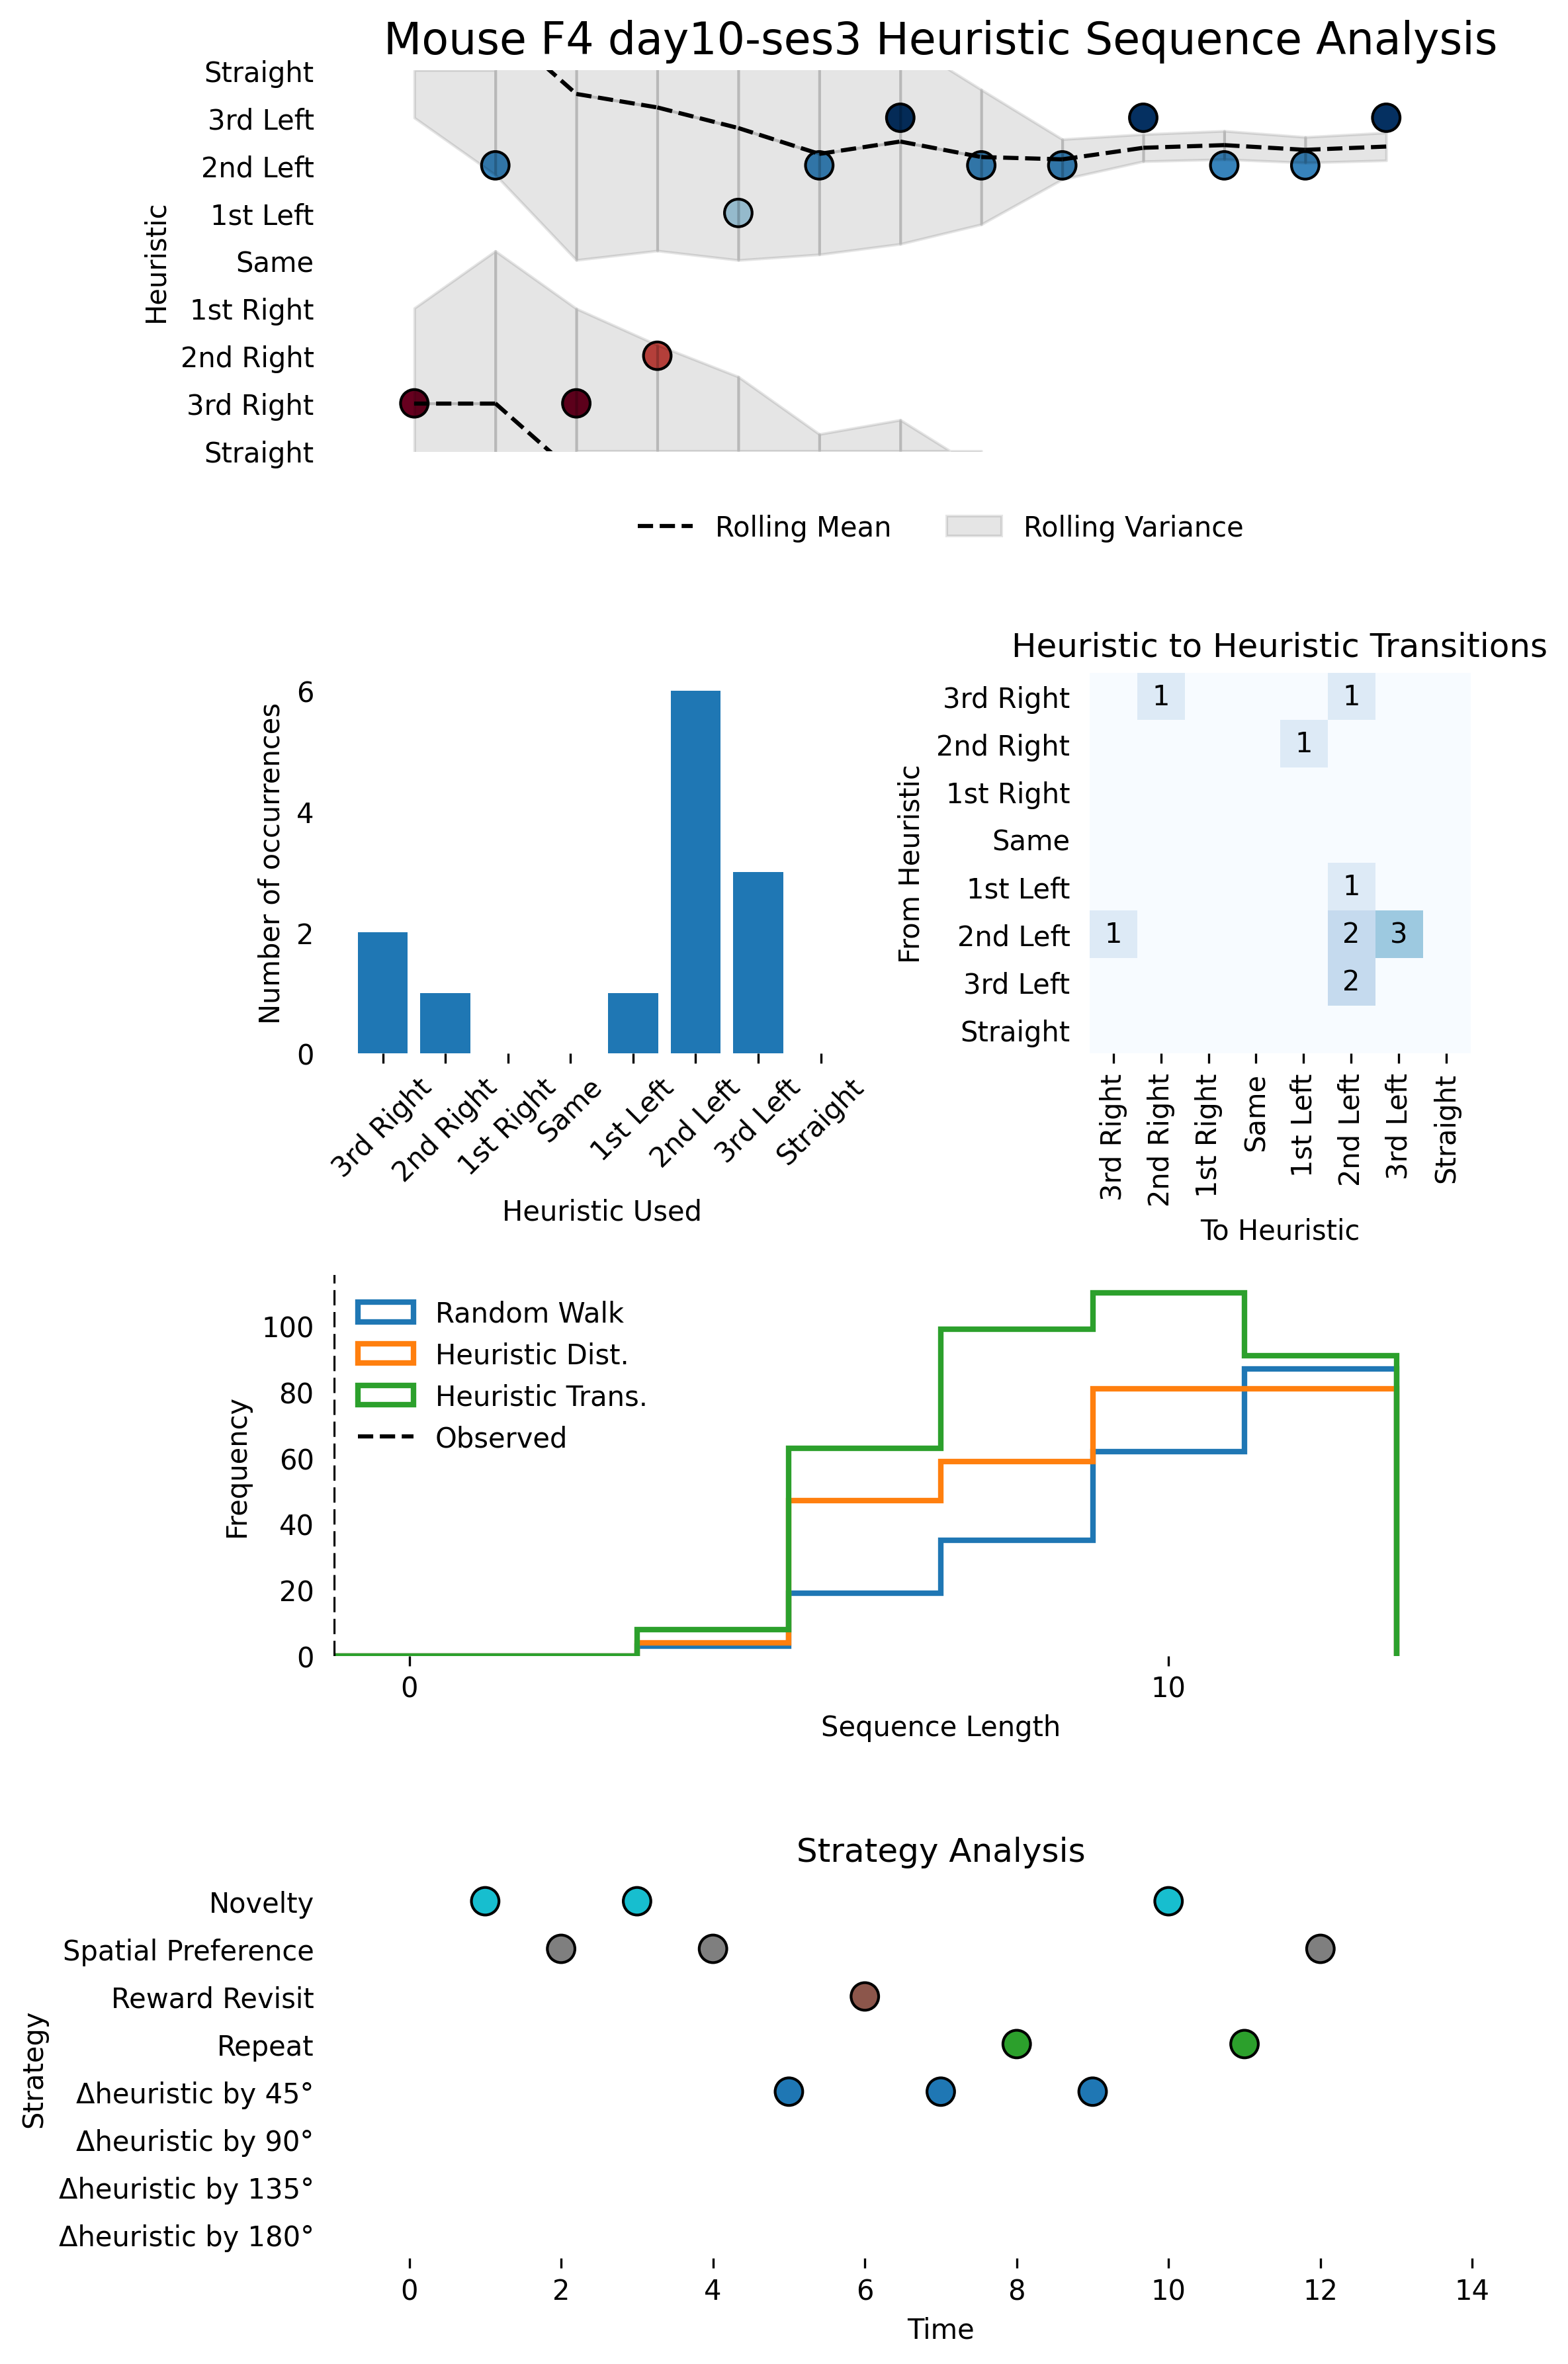 Mouse F4 day10-ses3 Heuristic Sequence Analysis
Straight
3rd Left
2nd Left
1st Left
Same
1st Right
2nd Right
3rd Right
Straight
Heuristic
Rolling Mean
Rolling Variance
6
4
2
0
Number of occurrences
3rd Right
2nd Right
1st Right
Same
1st Left
2nd Left
3rd Left
Straight
Heuristic Used
Heuristic to Heuristic Transitions
3rd Right
2nd Right
1st Right
Same
1st Left
2nd Left
3rd Left
Straight
From Heuristic
1 1
1
1
1 2 3
2
3rd Right
2nd Right
1st Right
Same
1st Left
2nd Left
3rd Left
Straight
To Heuristic
100
80
60
40
20
0
Frequency
Random Walk
Heuristic Dist.
Heuristic Trans.
Observed
0 10
Sequence Length
Strategy Analysis
Novelty
Spatial Preference
Reward Revisit
Repeat
Δheuristic by 45°
Δheuristic by 90°
Δheuristic by 135°
Δheuristic by 180°
Strategy
0 2 4 6 8 10 12 14
Time